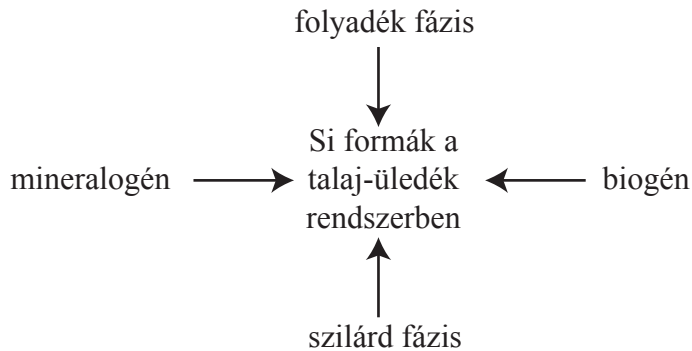 folyadék fázis
Si formák a
mineralogén
talaj-üledék
biogén
rendszerben
szilárd fázis